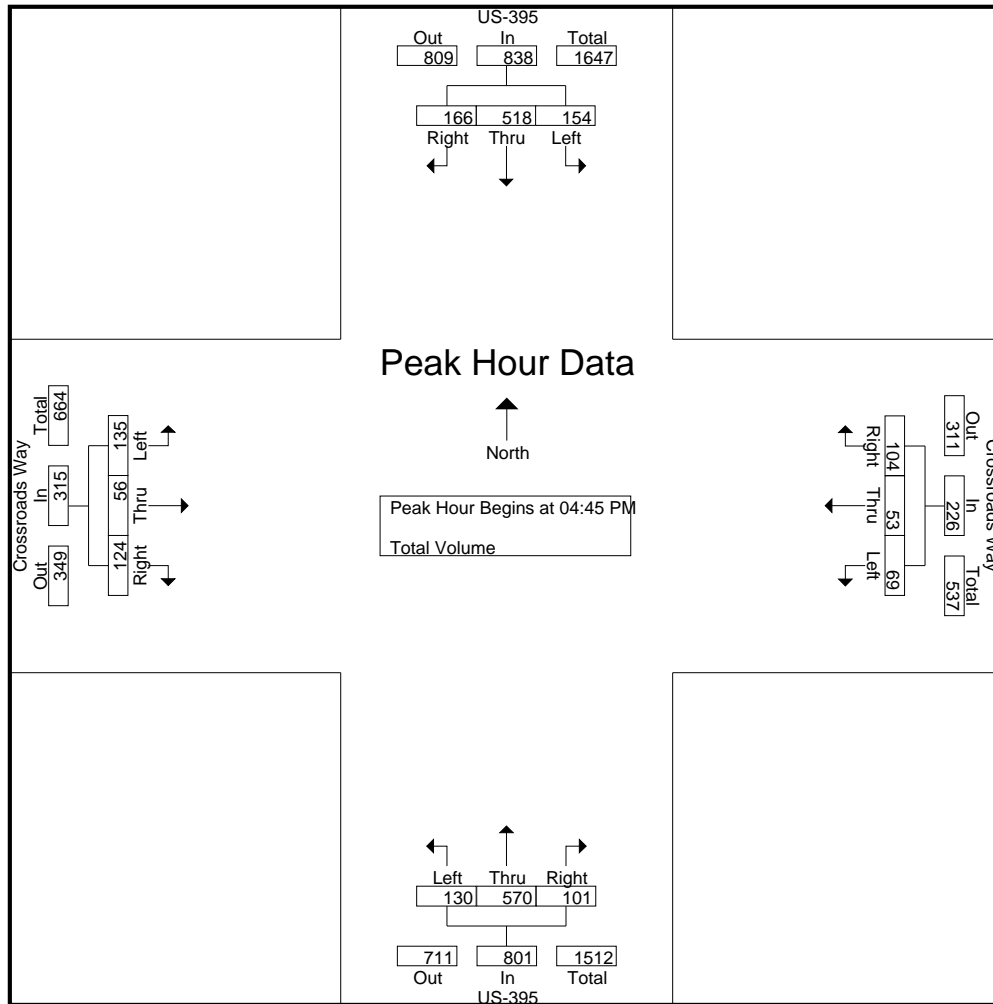 US-395
Out In Total
809 838 1647
166 518 154
Right Thru Left
Peak Hour Data
North
Peak Hour Begins at 04:45 PM
Total Volume
Crossroads Way
Total In Out
664 315 349
135 56 124
Left Thru Right
Crossroads Way
Out In Total
311 226 537
104 53 69
Right Thru Left
Left Thru Right
130 570 101
711 801 1512
Out In Total
US-395